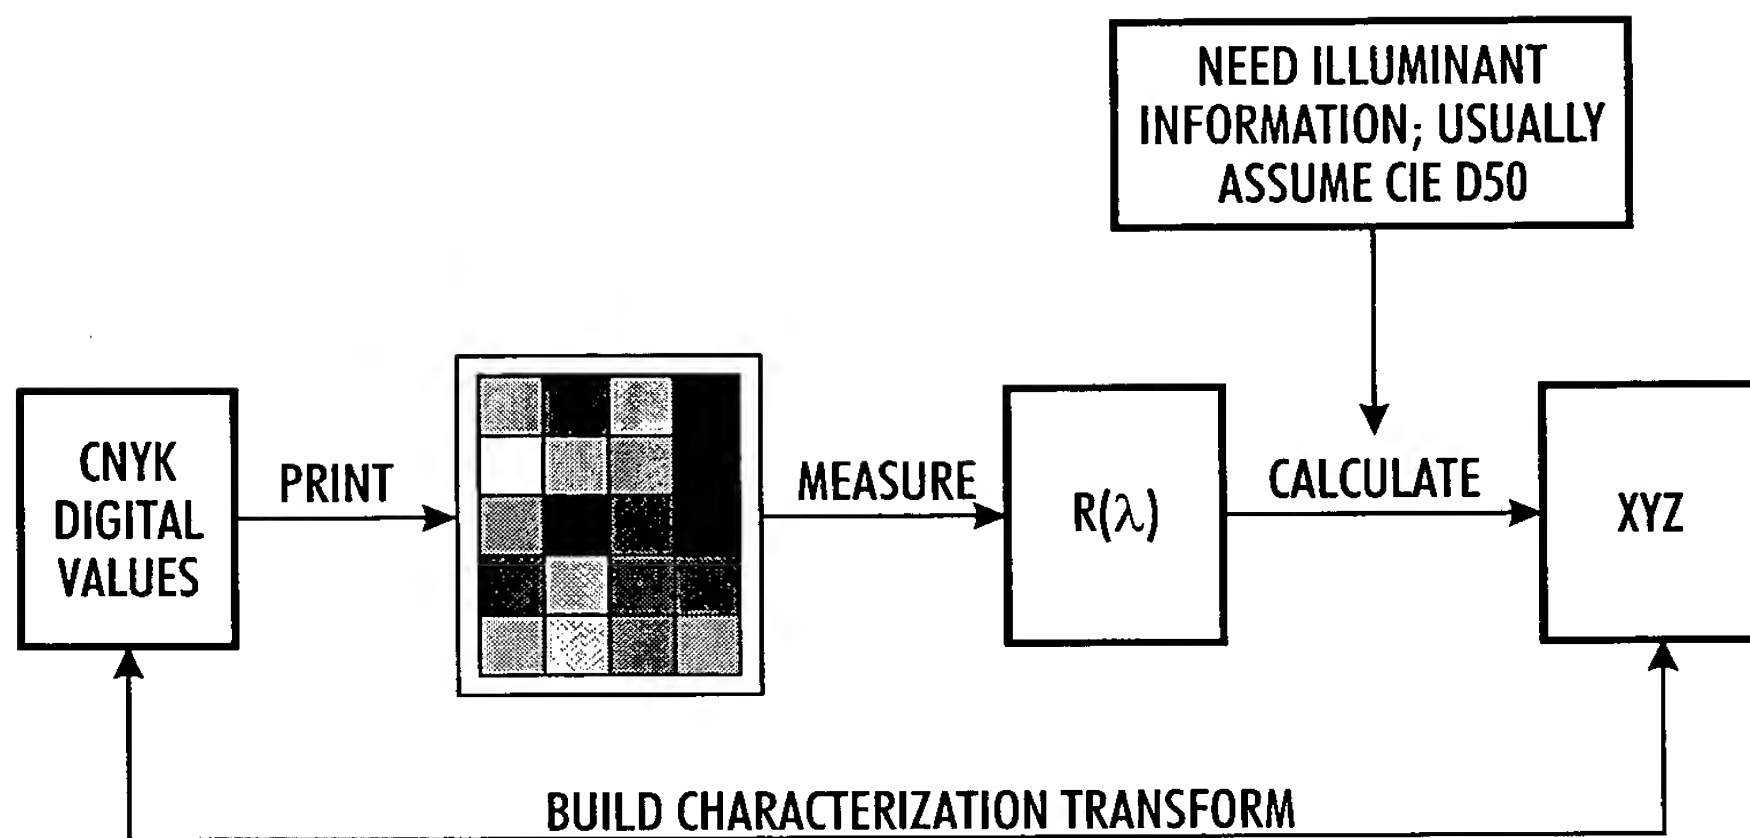 NEED ILLUMINANT
INFORMATION; USUALLY
ASSUME CIE D50
CNYK
DIGITAL
VALUES
PRINT
MEASURE
R(λ)
CALCULATE
XYZ
BUILD CHARACTERIZATION TRANSFORM